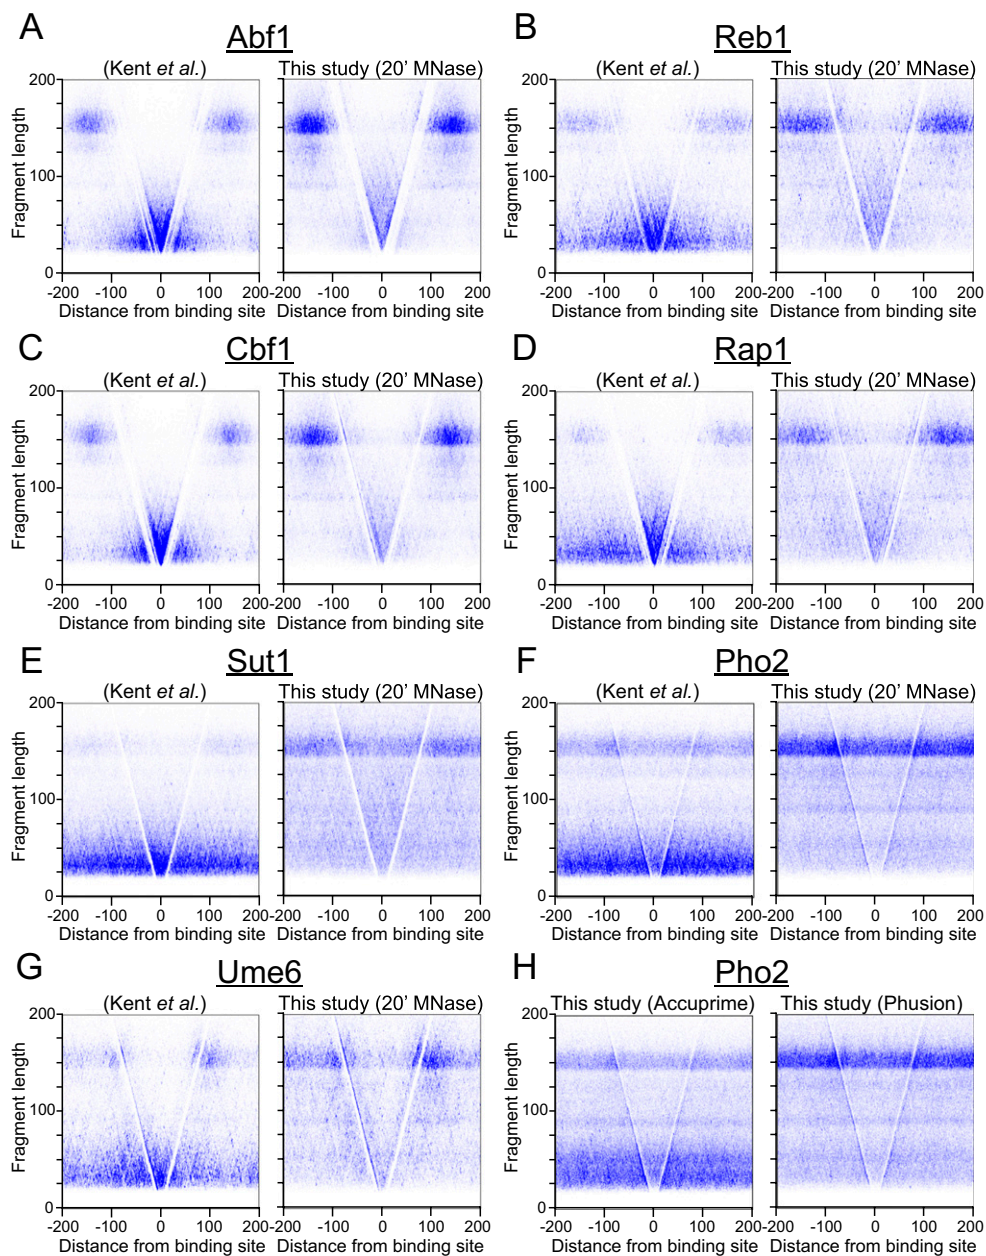 A
Abf1
(Kent et al.) This study (20’ MNase)
Fragment length
200
100
0
-200 -100 0 100 200 -200 -100 0 100 200
Distance from binding site Distance from binding site
B
Reb1
(Kent et al.) This study (20’ MNase)
Fragment length
200
100
0
-200 -100 0 100 200 -200 -100 0 100 200
Distance from binding site Distance from binding site
C
Cbf1
(Kent et al.) This study (20’ MNase)
Fragment length
200
100
0
-200 -100 0 100 200 -200 -100 0 100 200
Distance from binding site Distance from binding site
D
Rap1
(Kent et al.) This study (20’ MNase)
Fragment length
200
100
0
-200 -100 0 100 200 -200 -100 0 100 200
Distance from binding site Distance from binding site
E
Sut1
(Kent et al.) This study (20’ MNase)
Fragment length
200
100
0
-200 -100 0 100 200 -200 -100 0 100 200
Distance from binding site Distance from binding site
F
Pho2
(Kent et al.) This study (20’ MNase)
Fragment length
200
100
0
-200 -100 0 100 200 -200 -100 0 100 200
Distance from binding site Distance from binding site
G
Ume6
(Kent et al.) This study (20’ MNase)
Fragment length
200
100
0
-200 -100 0 100 200 -200 -100 0 100 200
Distance from binding site Distance from binding site
H
Pho2
This study (Accuprime) This study (Phusion)
Fragment length
200
100
0
-200 -100 0 100 200 -200 -100 0 100 200
Distance from binding site Distance from binding site